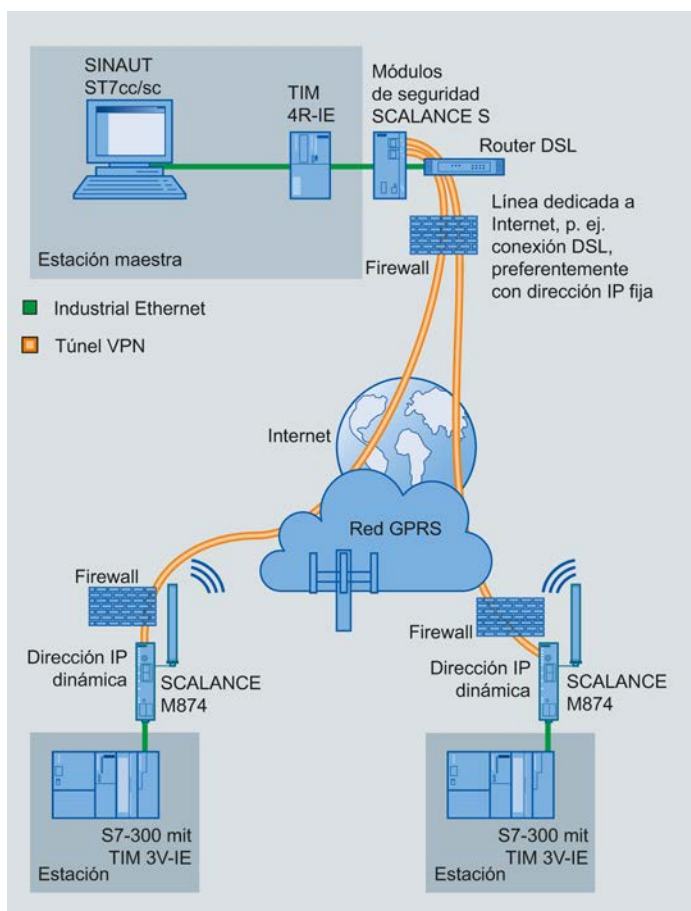 SINAUT
ST7cc/sc
TIM
4R-IE
Módulos
de seguridad
SCALANCE S
Router DSL
Línea dedicada a
Internet, p. ej.
conexión DSL,
preferentemente
con dirección IP fija
Firewall
Estación maestra
Industrial Ethernet
Túnel VPN
Internet
Red GPRS
Firewall
Firewall
Dirección IP
dinámica
SCALANCE
M874
Dirección IP
dinámica
SCALANCE
M874
S7-300 mit
TIM 3V-IE
Estación
S7-300 mit
TIM 3V-IE
Estación